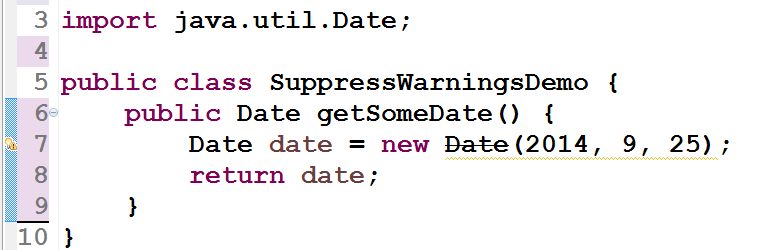 3 import java.util.Date;
4
5 public class SuppressWarningsDemo {
6 public Date getSomeDate() {
7 Date date = new Date(2014, 9, 25);
8 return date;
9 }
10 }